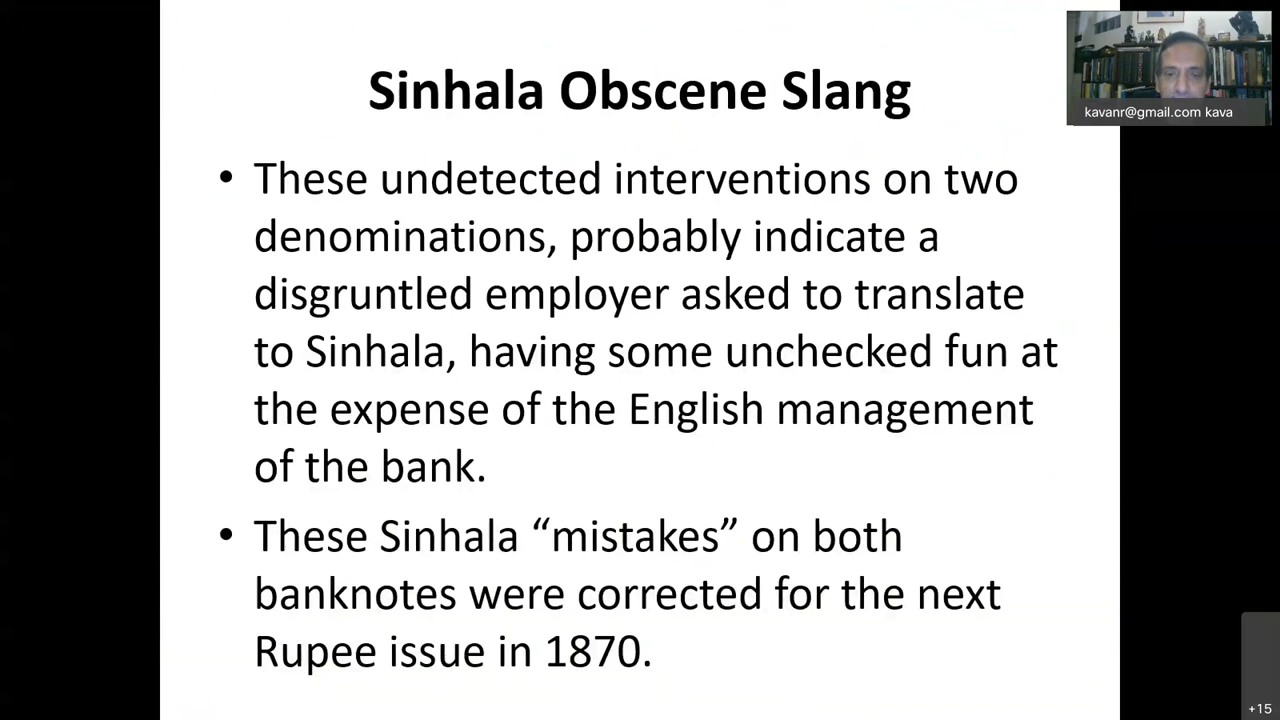 Sinhala Obscene Slang
kavanr@gmail.com kava
• These undetected interventions on two
denominations, probably indicate a
disgruntled employer asked to translate
to Sinhala, having some unchecked fun at
the expense of the English management
of the bank.
• These Sinhala “mistakes” on both
banknotes were corrected for the next
Rupee issue in 1870.
+15